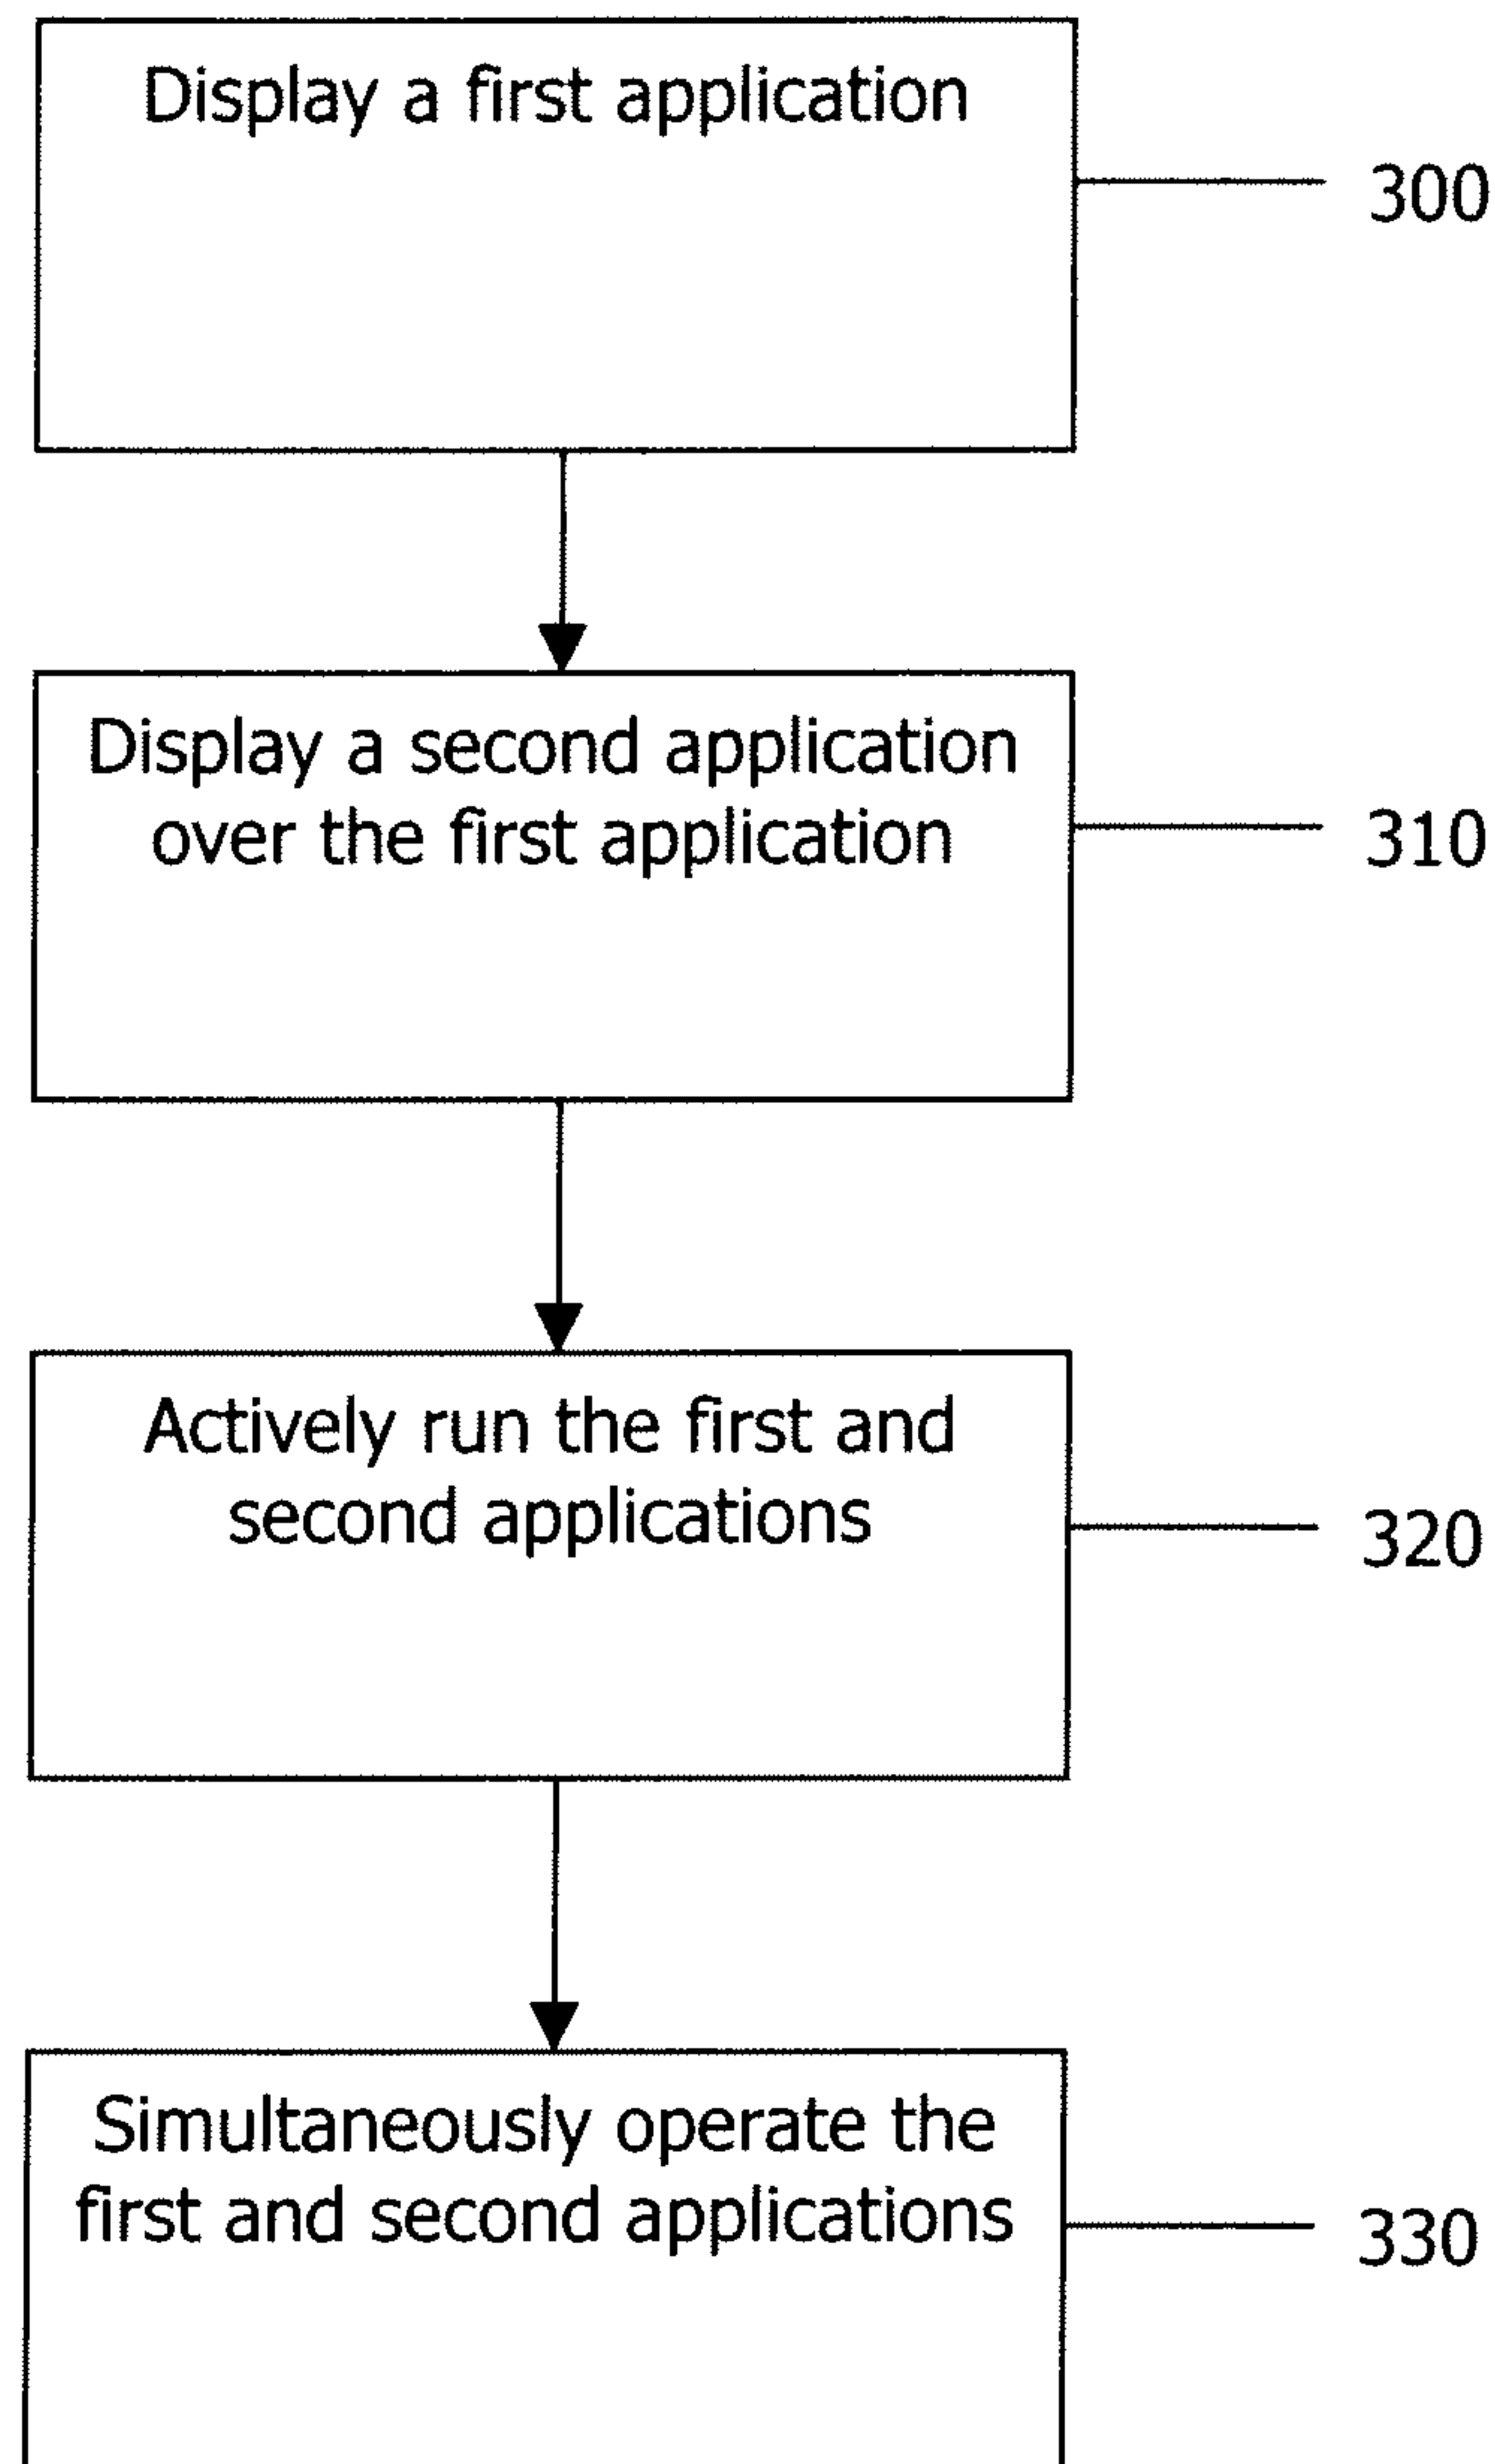 Display a first application
300
Display a second application
over the first application
310
Actively run the first and
second applications
320
Simultaneously operate the
first and second applications
330